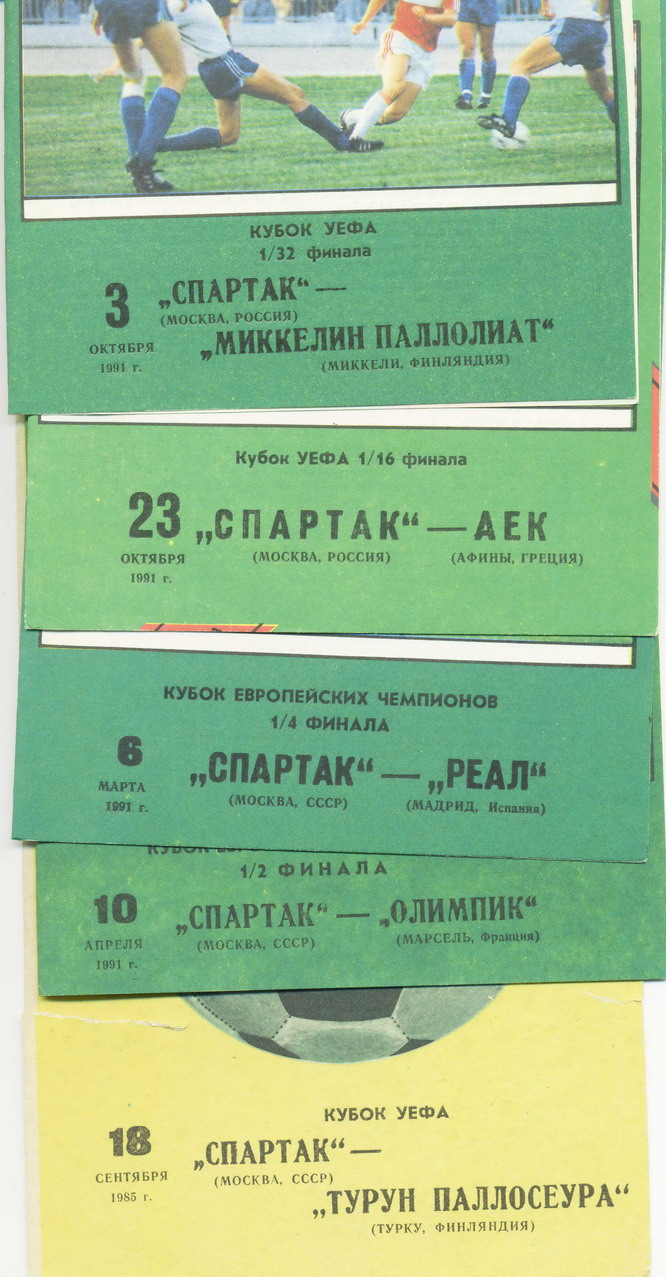 КУБОК УЕФА
1/32 финала
3 „СПАРТАК“ —
(МОСКВА, РОССИЯ)
„МИККЕЛИН ПАЛЛОЛИАТ“
ОКТЯБРЯ
(МИККЕЛИ, ФИНЛЯНДИЯ)
1991 г.
Кубок УЕФА 1/16 финала
23 „СПАРТАК“ — АЕК
ОКТЯБРЯ (МОСКВА, РОССИЯ) (АФИНЫ, ГРЕЦИЯ)
1991 г.
КУБОК ЕВРОПЕЙСКИХ ЧЕМПИОНОВ
1/4 ФИНАЛА
6 „СПАРТАК“ — „РЕАЛ“
МАРТА (МОСКВА, СССР) (МАДРИД, Испания)
1991 г.
КУБОК
1/2 ФИНАЛА
10 „СПАРТАК“ — „ОЛИМПИК“
АПРЕЛЯ (МОСКВА, СССР) (МАРСЕЛЬ, Франция)
1991 г.
КУБОК УЕФА
18 „СПАРТАК“ —
СЕНТЯБРЯ (МОСКВА, СССР)
1985 г. „ТУРУН ПАЛЛОСЕУРА“
(ТУРКУ, ФИНЛЯНДИЯ)